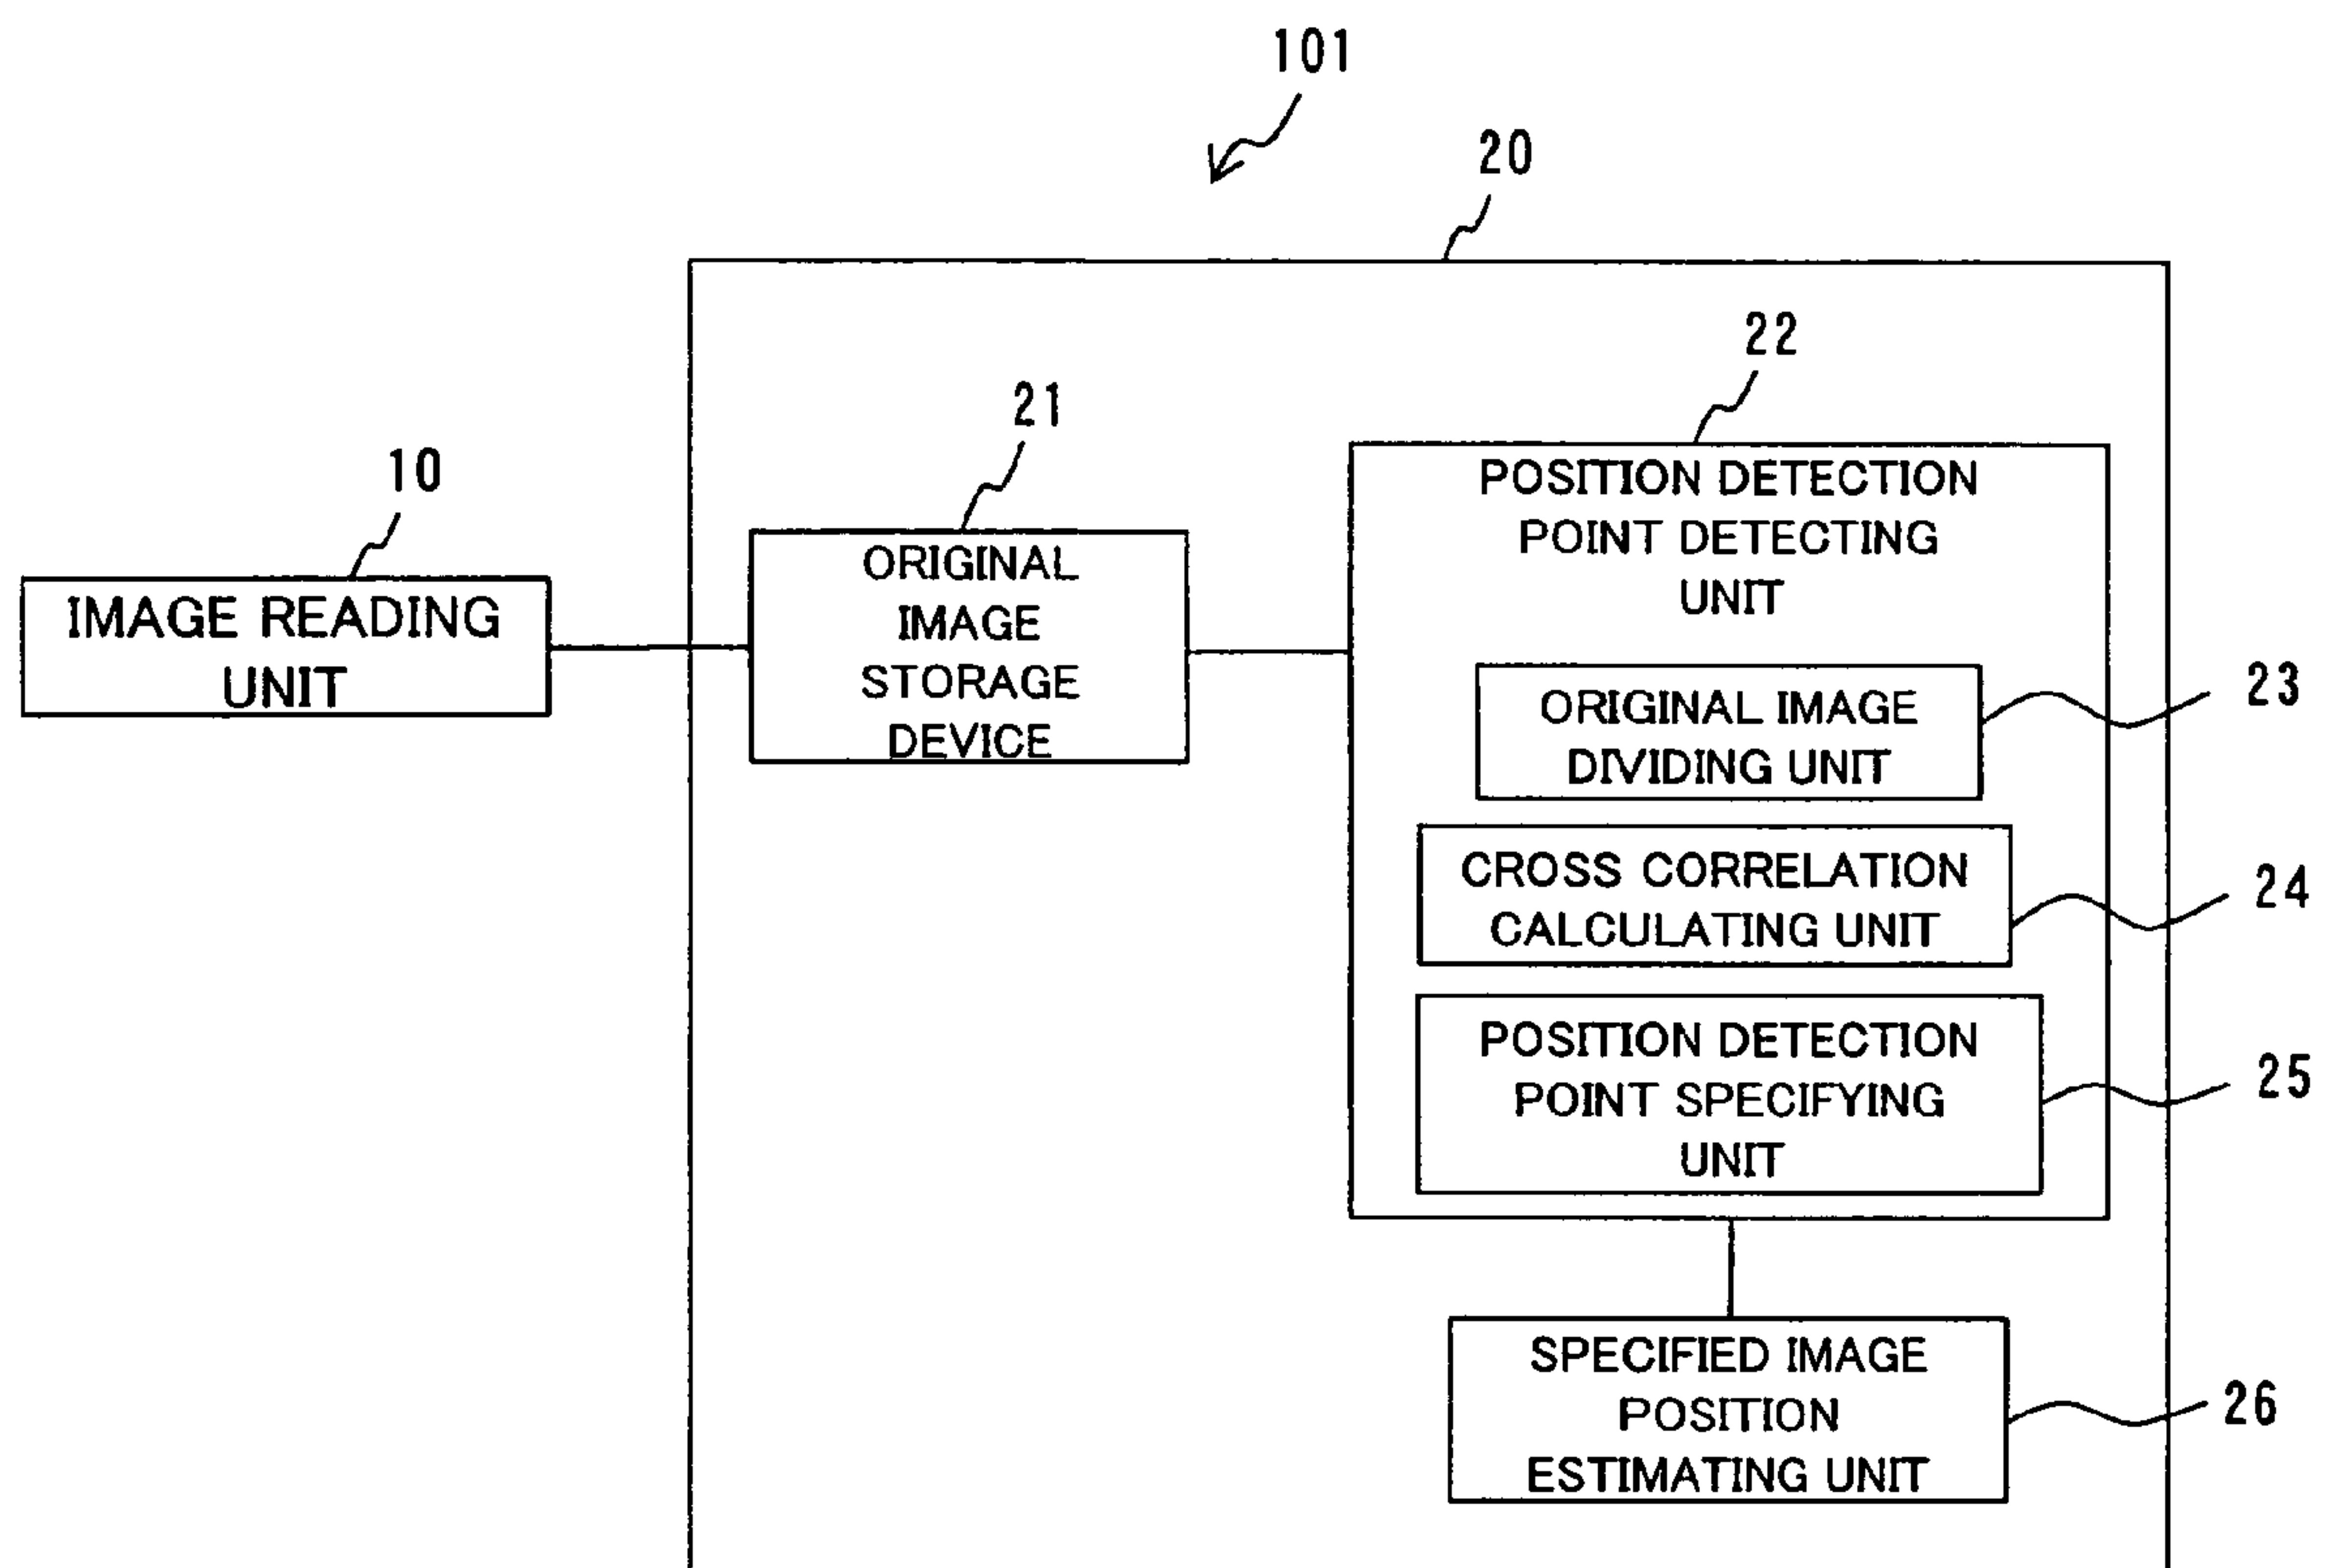 101
20
22
21
10
POSITION DETECTION
POINT DETECTING
UNIT
ORIGINAL
IMAGE
STORAGE
DEVICE
IMAGE READING
UNIT
23
ORIGINAL IMAGE
DIVIDING UNIT
24
CROSS CORRELATION
CALCULATING UNIT
25
POSITION DETECTION
POINT SPECIFYING
UNIT
SPECIFIED IMAGE
POSITION
ESTIMATING UNIT
26